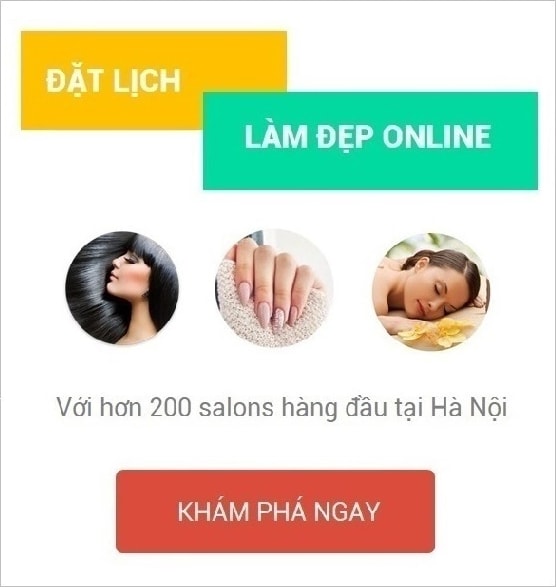 ĐẶT LỊCH
LÀM ĐẸP ONLINE
Với hơn 200 salons hàng đầu tại Hà Nội
KHÁM PHÁ NGAY